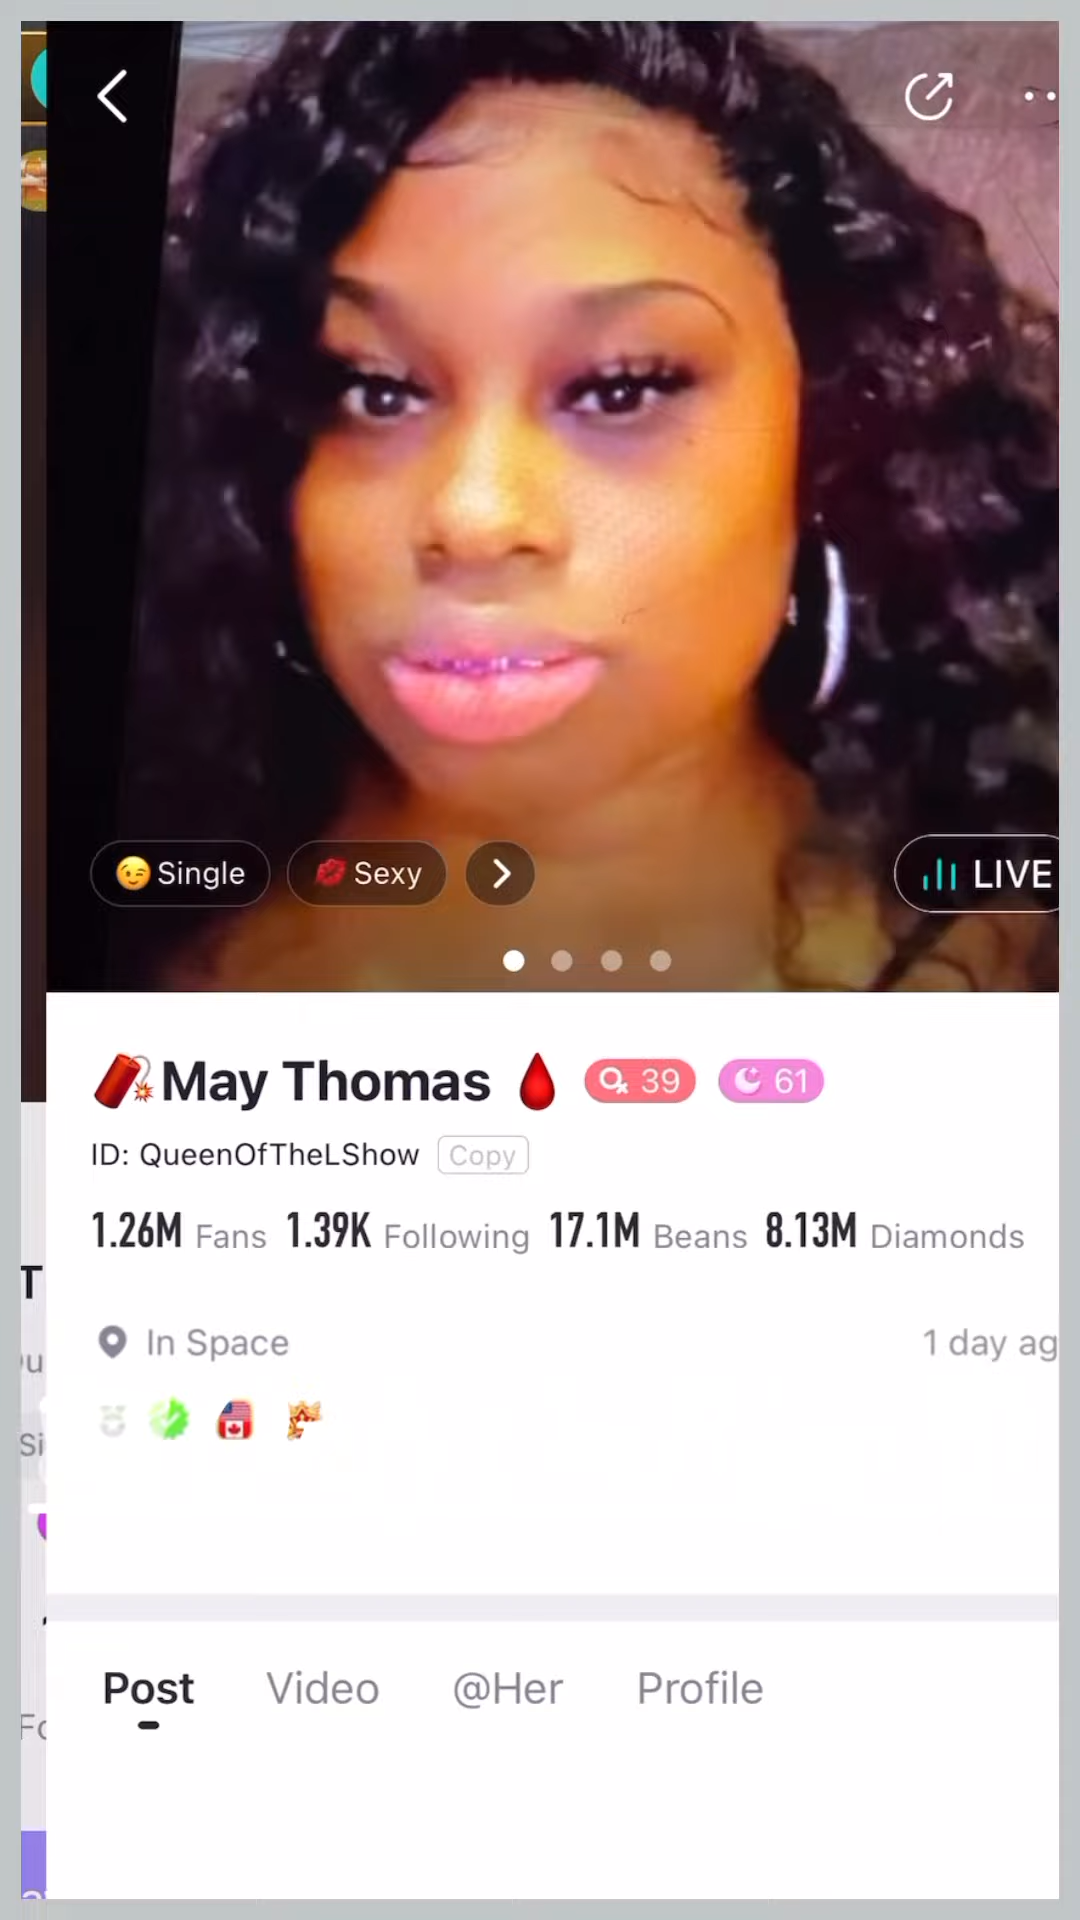 Single
Sexy
LIVE
May Thomas
39
61
ID: QueenOfTheLShow
Copy
1.26M Fans 1.39K Following 17.1M Beans 8.13M Diamonds
In Space
1 day ag
Post
Video
@Her
Profile